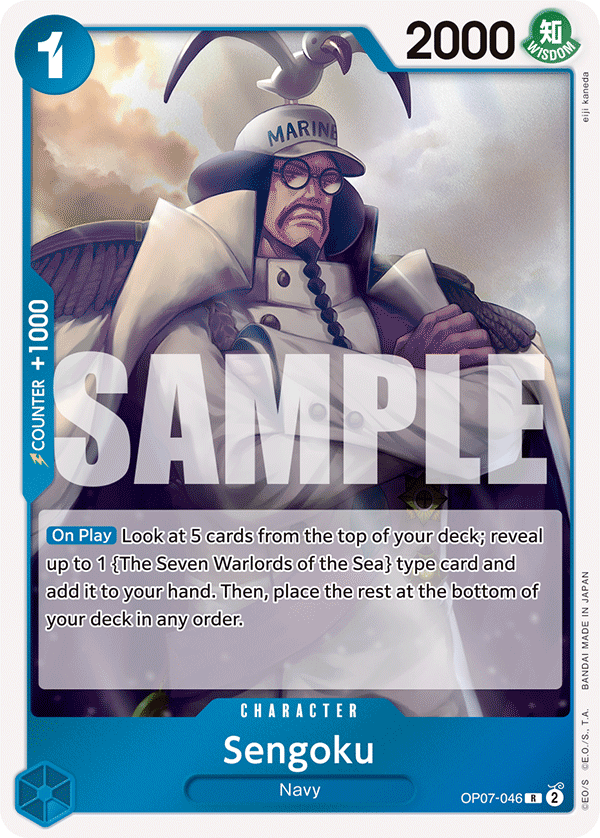 1
2000
知
WISDOM
eiji kaneda
MARINE
COUNTER +1000
SAMPLE
On Play Look at 5 cards from the top of your deck; reveal
up to 1 {The Seven Warlords of the Sea} type card and
add it to your hand. Then, place the rest at the bottom of
your deck in any order.
CHARACTER
Sengoku
Navy
OP07-046 R 2
©E.O/S ©E.O./S., T.A. BANDAI MADE IN JAPAN